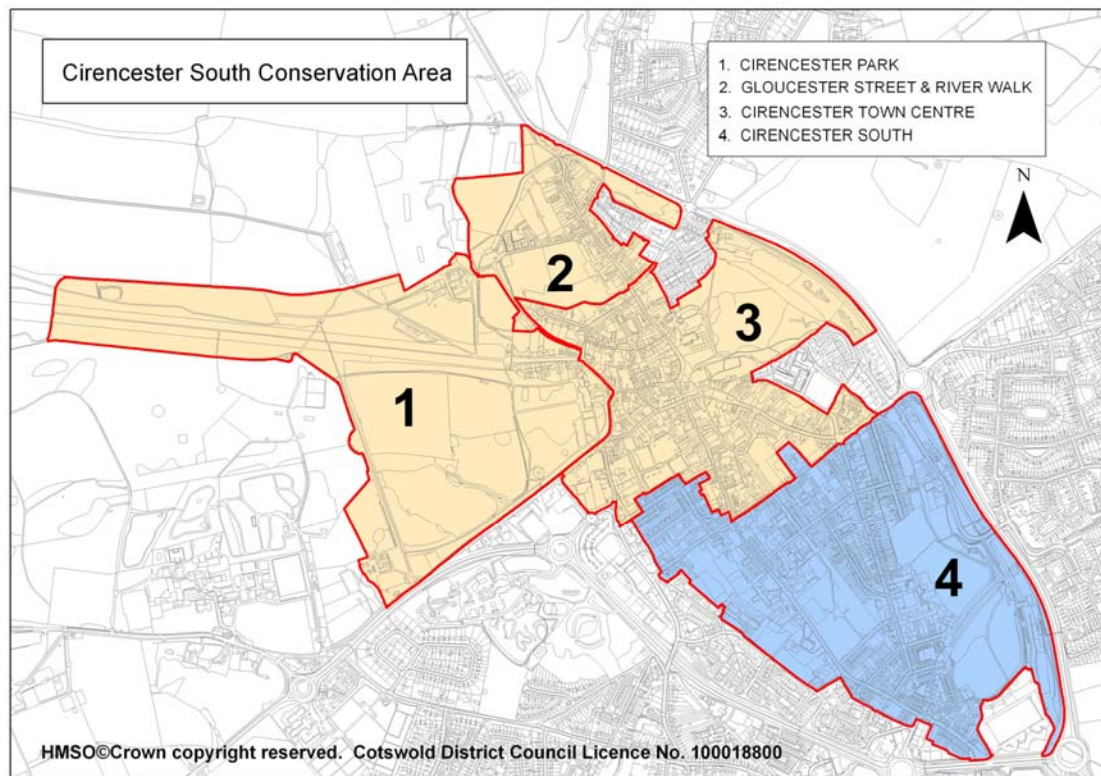 Cirencester South Conservation Area
1. CIRENCESTER PARK
2. GLOUCESTER STREET & RIVER WALK
3. CIRENCESTER TOWN CENTRE
4. CIRENCESTER SOUTH
N
2
3
1
4
HMSO©Crown copyright reserved. Cotswold District Council Licence No. 100018800